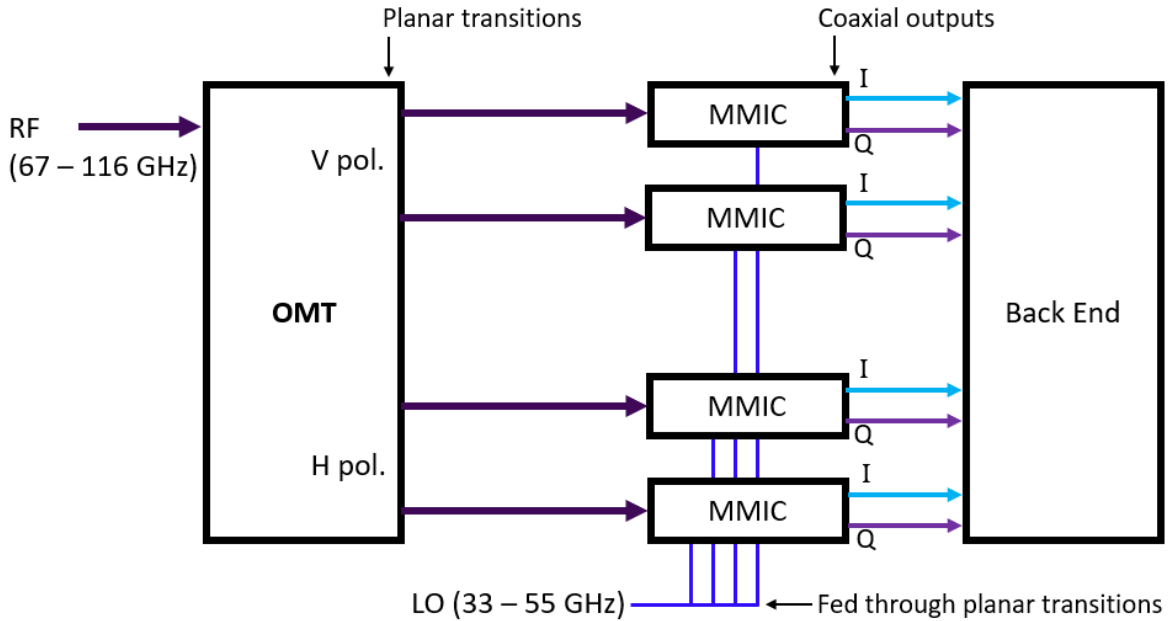 Planar transitions
Coaxial outputs
RF
(67 – 116 GHz)
V pol.
OMT
H pol.
MMIC
I
Q
MMIC
I
Q
MMIC
I
Q
MMIC
I
Q
Back End
LO (33 – 55 GHz)
Fed through planar transitions